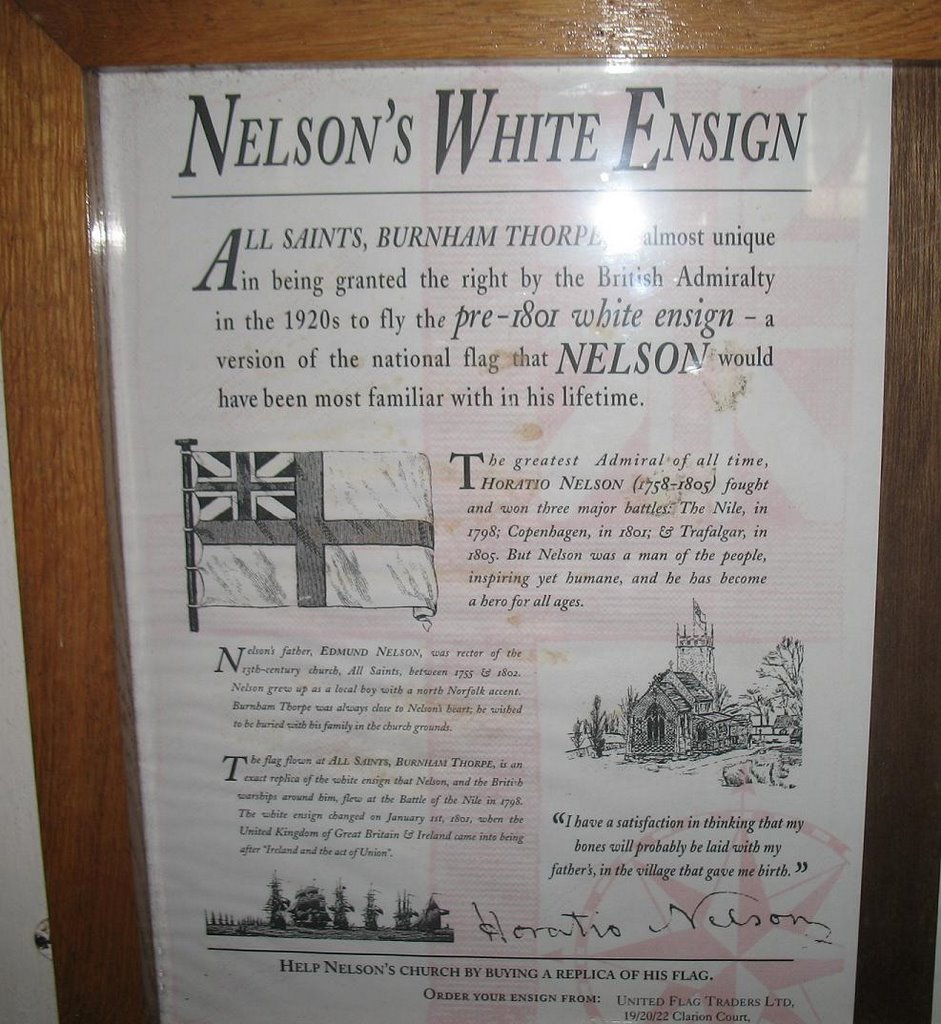 NELSON'S WHITE ENSIGN
ALL SAINTS, BURNHAM THORPE, almost unique
in being granted the right by the British Admiralty
in the 1920s to fly the pre-1801 white ensign – a
version of the national flag that NELSON would
have been most familiar with in his lifetime.
The greatest Admiral of all time,
HORATIO NELSON (1758-1805) fought
and won three major battles: The Nile, in
1798; Copenhagen, in 1801; & Trafalgar, in
1805. But Nelson was a man of the people,
inspiring yet humane, and he has become
a hero for all ages.
Nelson's father, EDMUND NELSON, was rector of the
13th-century church, All Saints, between 1755 & 1802.
Nelson grew up as a local boy with a north Norfolk accent.
Burnham Thorpe was always close to Nelson's heart; he wished
to be buried with his family in the church grounds.
The flag flown at ALL SAINTS, BURNHAM THORPE, is an
exact replica of the white ensign that Nelson, and the British
warships around him, flew at the Battle of the Nile in 1798.
The white ensign changed on January 1st, 1801, when the
United Kingdom of Great Britain & Ireland came into being
after "Ireland and the act of Union".
"I have a satisfaction in thinking that my
bones will probably be laid with my
father's, in the village that gave me birth."
Horatio Nelson
HELP NELSON'S CHURCH BY BUYING A REPLICA OF HIS FLAG.
ORDER YOUR ENSIGN FROM: UNITED FLAG TRADERS LTD,
19/20/22 Clarion Court,